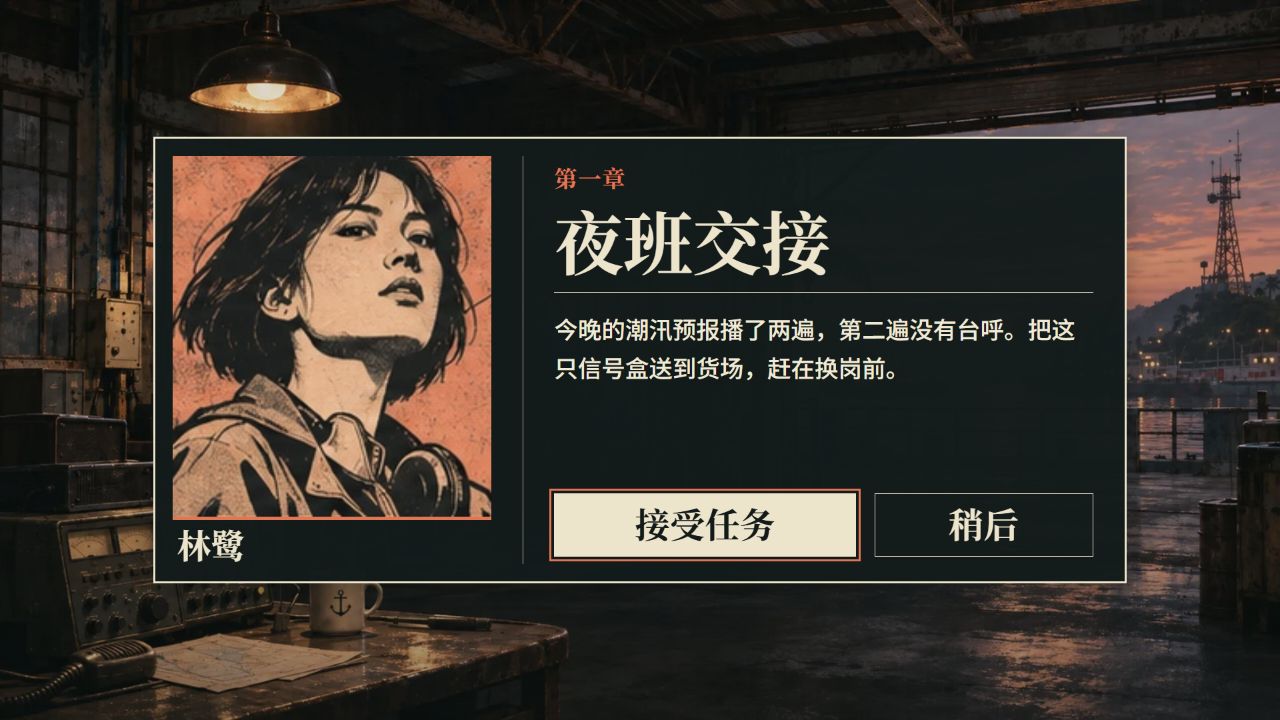 第一章
夜班交接
今晚的潮汛预报播了两遍，第二遍没有台呼。把这
只信号盒送到货场，赶在换岗前。
接受任务
稍后
林鹭